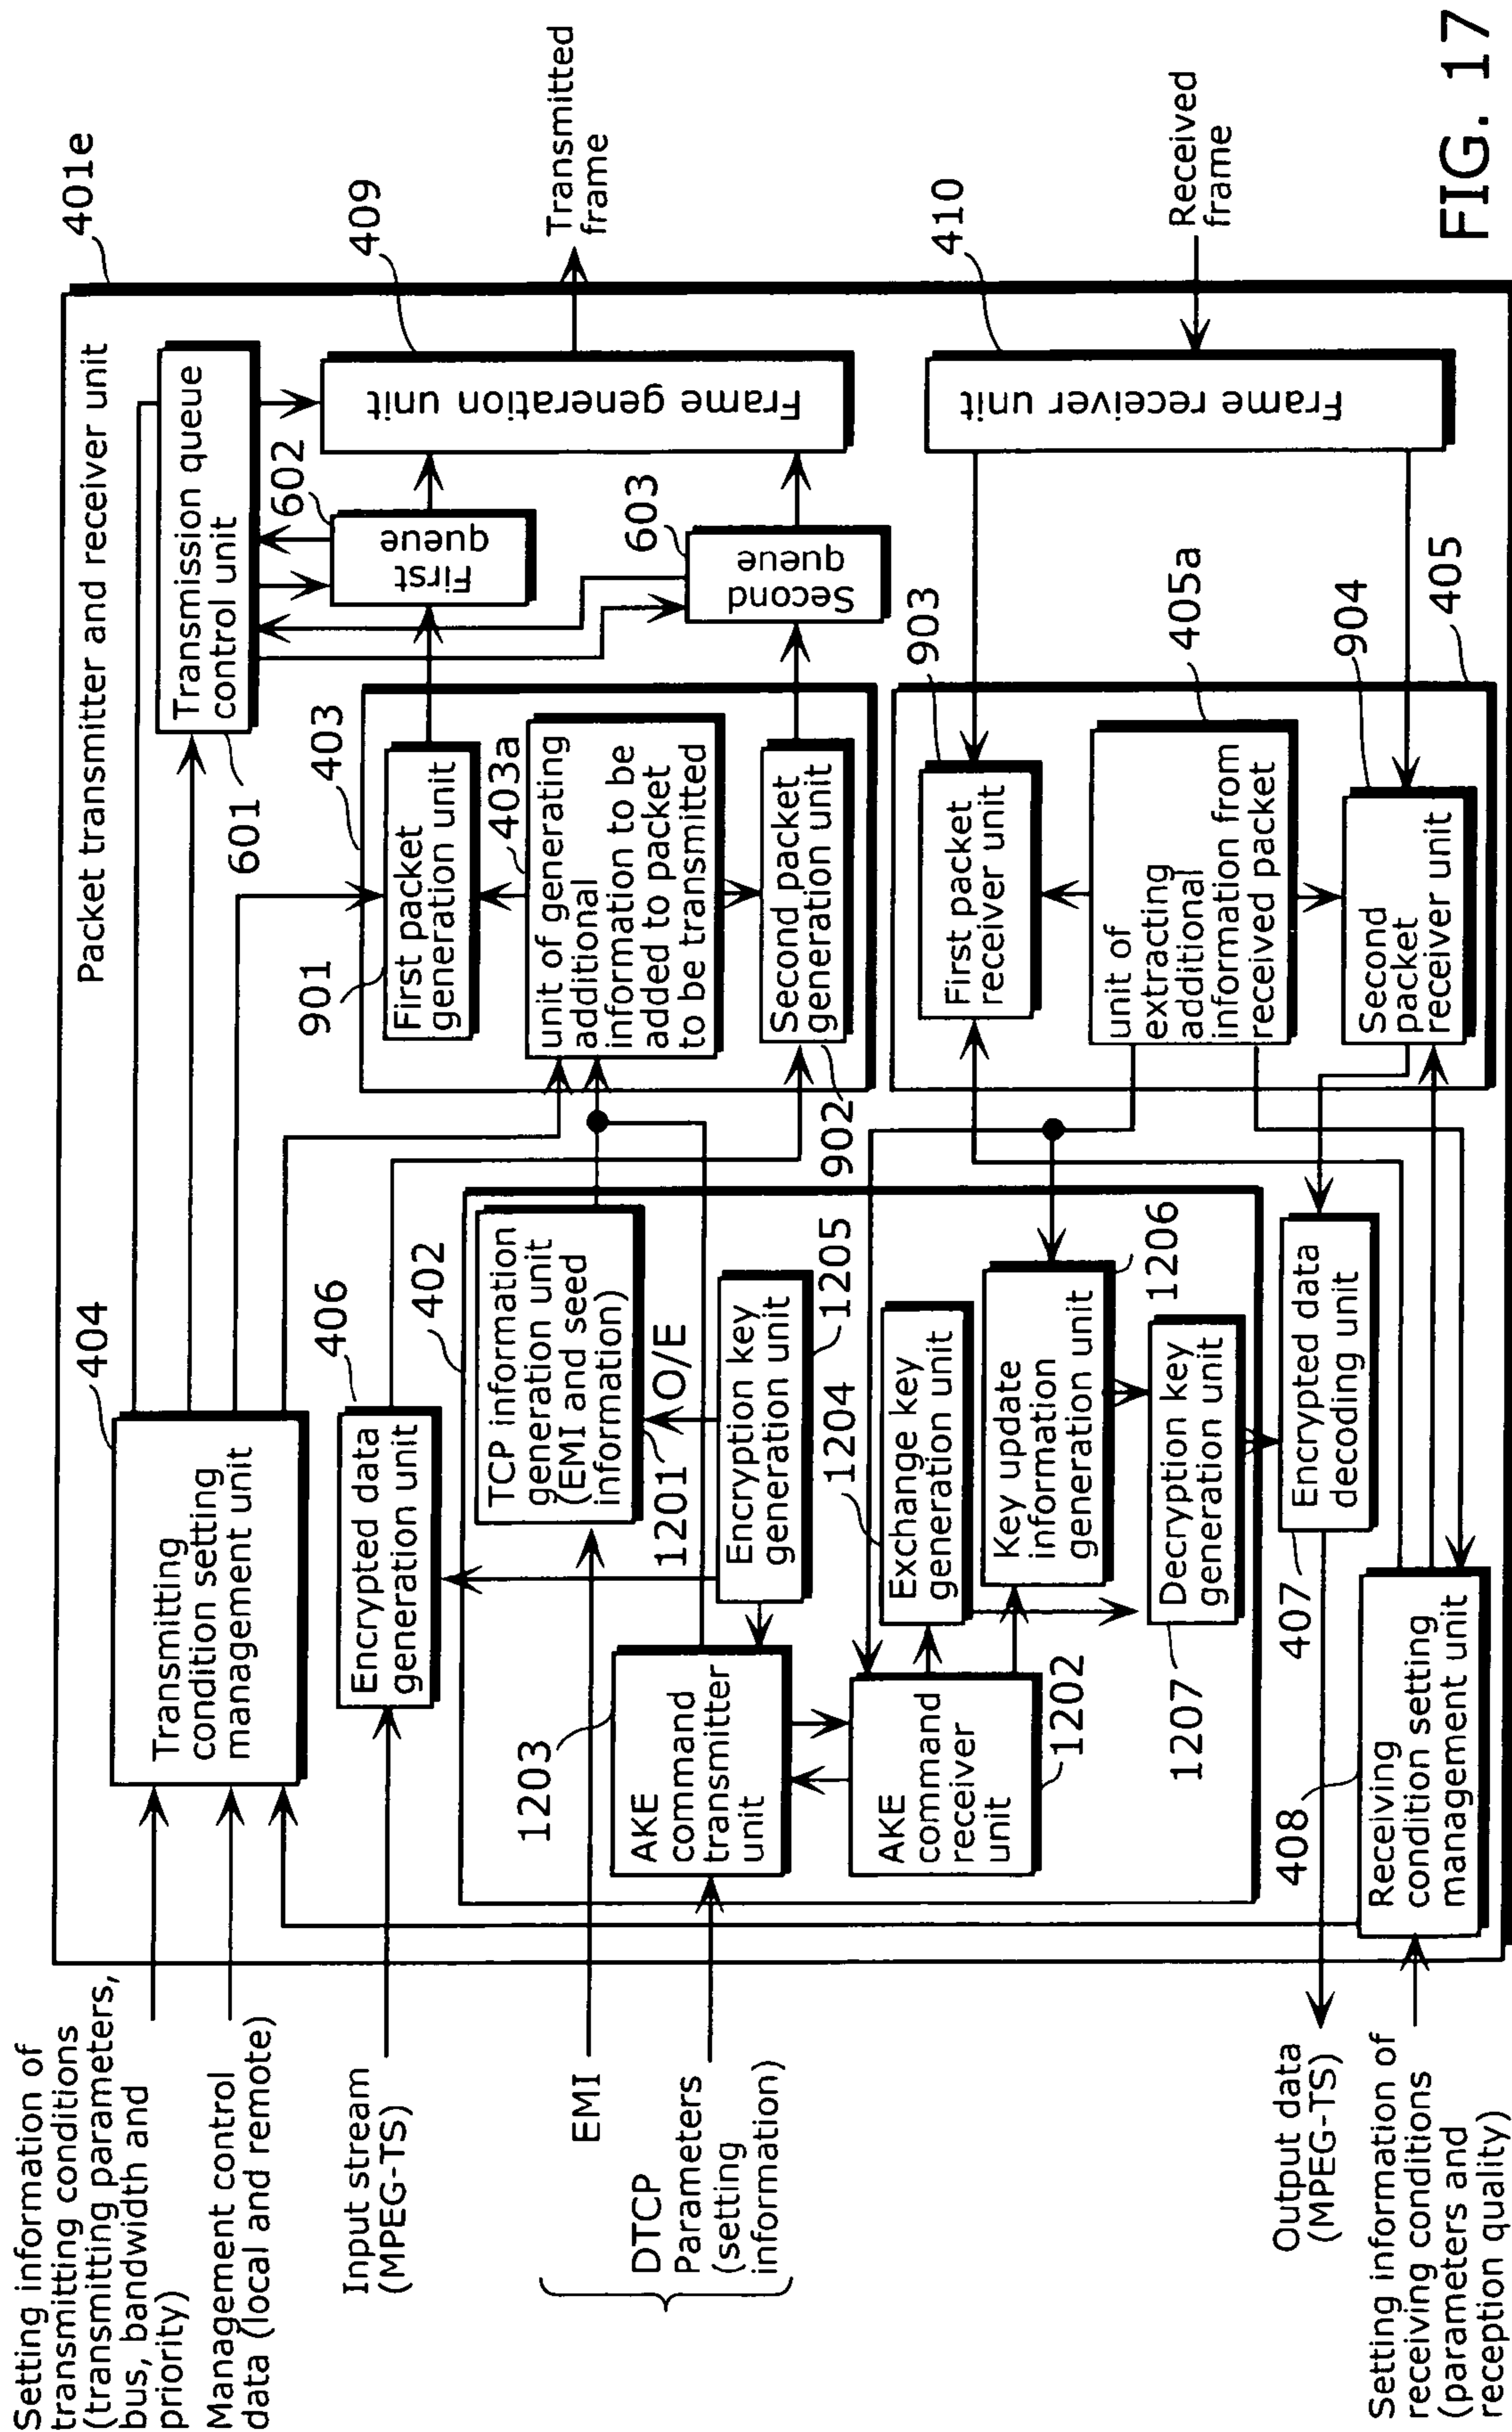 Setting information of
transmitting conditions
(transmitting parameters,
bus, bandwidth and
priority)
Management control
data (local and remote)
Input stream
(MPEG-TS)
EMI
DTCP
Parameters
(setting
information)
Output data
(MPEG-TS)
Setting information of
receiving conditions
(parameters and
reception quality)
Packet transmitter and receiver unit
401e
404
Transmitting
condition setting
management unit
406
Encrypted data
generation unit
402
TCP information
generation unit
(EMI and seed
information)
1201
O/E
Encryption key
generation unit
1205
1203
AKE
command
transmitter
unit
AKE
command
receiver
unit
1202
1204
Exchange key
generation unit
Key update
information
generation unit
1206
Decryption key
generation unit
1207
Encrypted data
decoding unit
407
408
Receiving
condition setting
management unit
Transmission queue
control unit
601
403
901
First packet
generation unit
403a
unit of generating
additional
information to be
added to packet
to be transmitted
Second packet
generation unit
902
602
First
queue
603
Second
queue
409
Frame generation unit
Transmitted
frame
903
First packet
receiver unit
405a
unit of
extracting
additional
information from
received packet
904
Second
packet
receiver unit
405
410
Frame receiver unit
Received
frame
FIG. 17